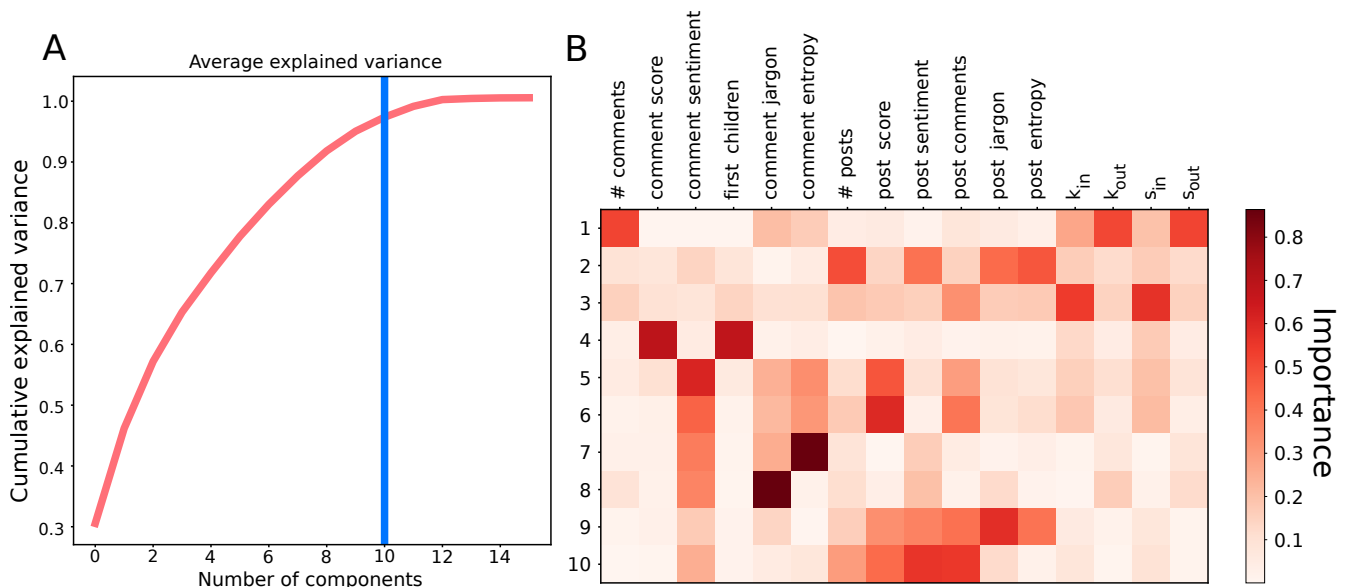 A
Average explained variance
Cumulative explained variance
1.0
0.9
0.8
0.7
0.6
0.5
0.4
0.3
0 2 4 6 8 10 12 14
Number of components
B
# comments
comment score
comment sentiment
first children
comment jargon
comment entropy
# posts
post score
post sentiment
post comments
post jargon
post entropy
k_in
k_out
s_in
s_out
1
2
3
4
5
6
7
8
9
10
0.8
0.7
0.6
0.5
0.4
0.3
0.2
0.1
Importance